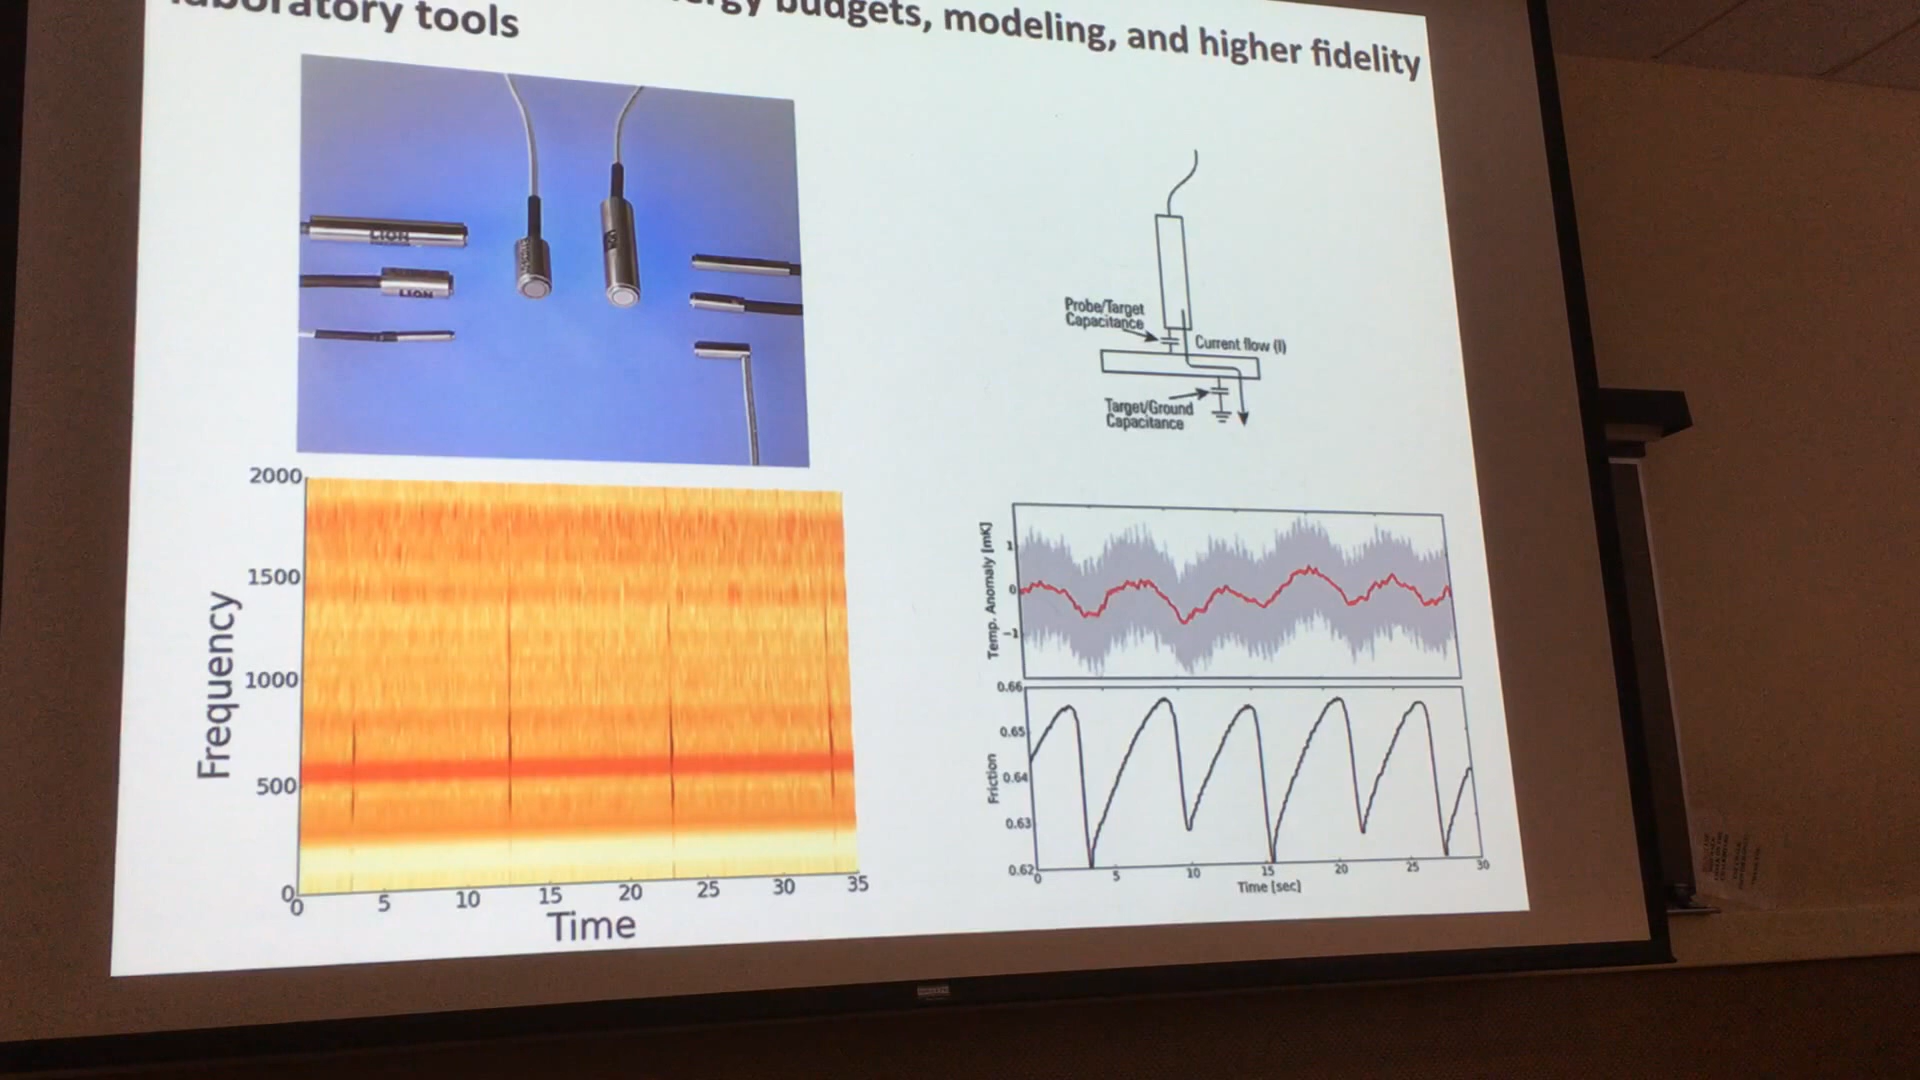 budgets, modeling, and higher fidelity
laboratory tools
LION
LION
Probe/Target
Capacitance
Current flow (I)
Target/Ground
Capacitance
2000
1500
1000
500
0
Frequency
0
5
10
15
20
25
30
35
Time
Temp. Anomaly [mK]
1
0
−1
Friction
0.66
0.65
0.64
0.63
0.62
0
5
10
15
20
25
30
Time [sec]